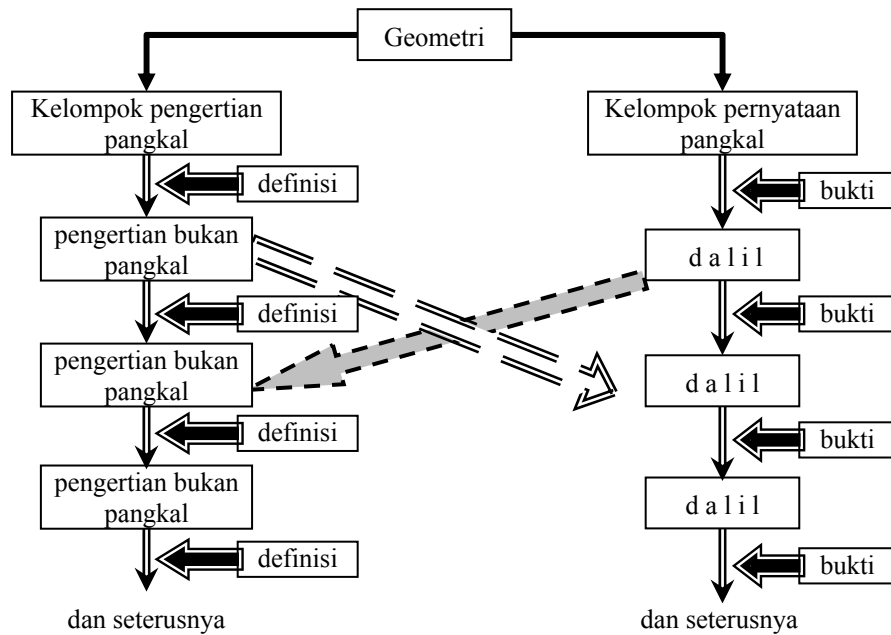 Geometri
Kelompok pengertian
pangkal
Kelompok pernyataan
pangkal
definisi
bukti
pengertian bukan
pangkal
d a l i l
definisi
bukti
pengertian bukan
pangkal
d a l i l
definisi
bukti
pengertian bukan
pangkal
d a l i l
definisi
bukti
dan seterusnya
dan seterusnya